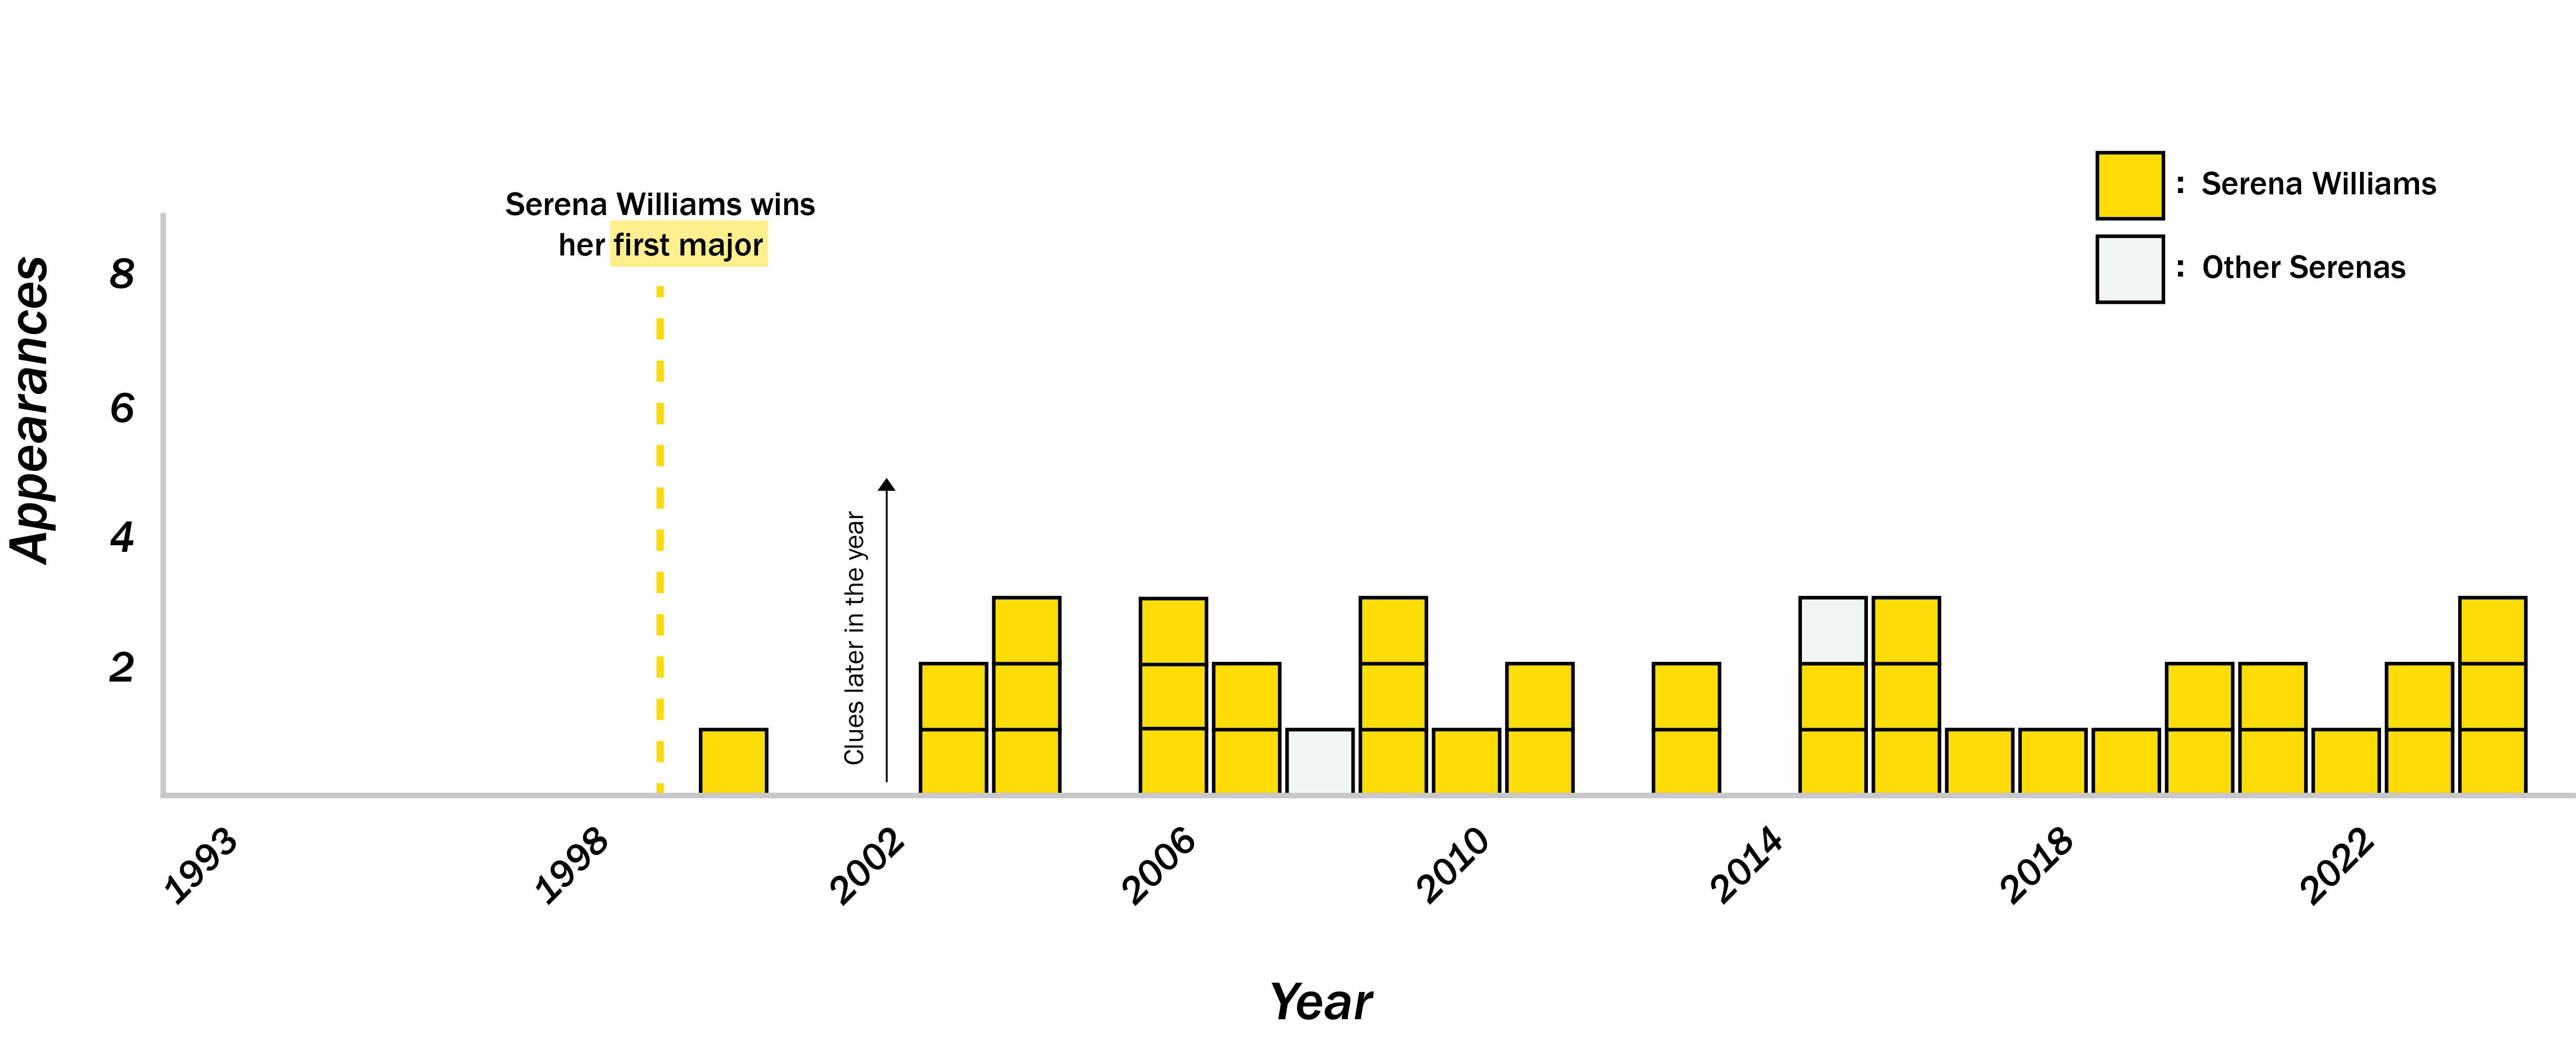 Serena Williams wins
her first major
: Serena Williams
: Other Serenas
Appearances
8
6
4
2
Clues later in the year
1993
1998
2002
2006
2010
2014
2018
2022
Year